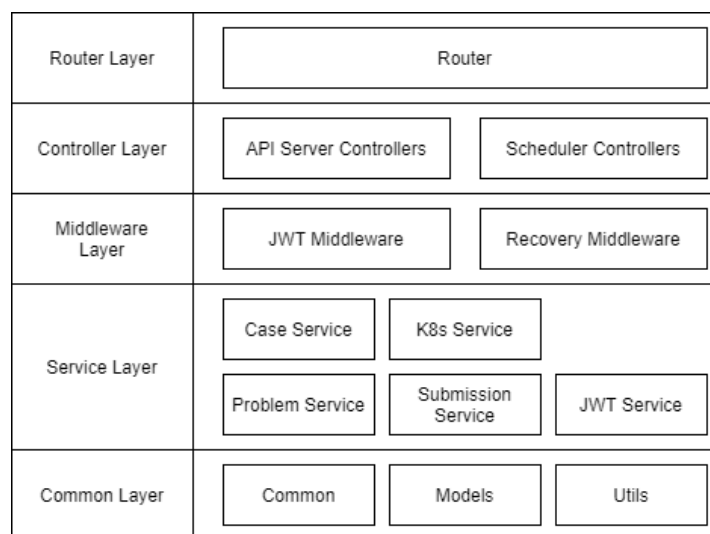 Router Layer
Router
Controller Layer
API Server Controllers
Scheduler Controllers
Middleware
Layer
JWT Middleware
Recovery Middleware
Service Layer
Case Service
K8s Service
Problem Service
Submission
Service
JWT Service
Common Layer
Common
Models
Utils